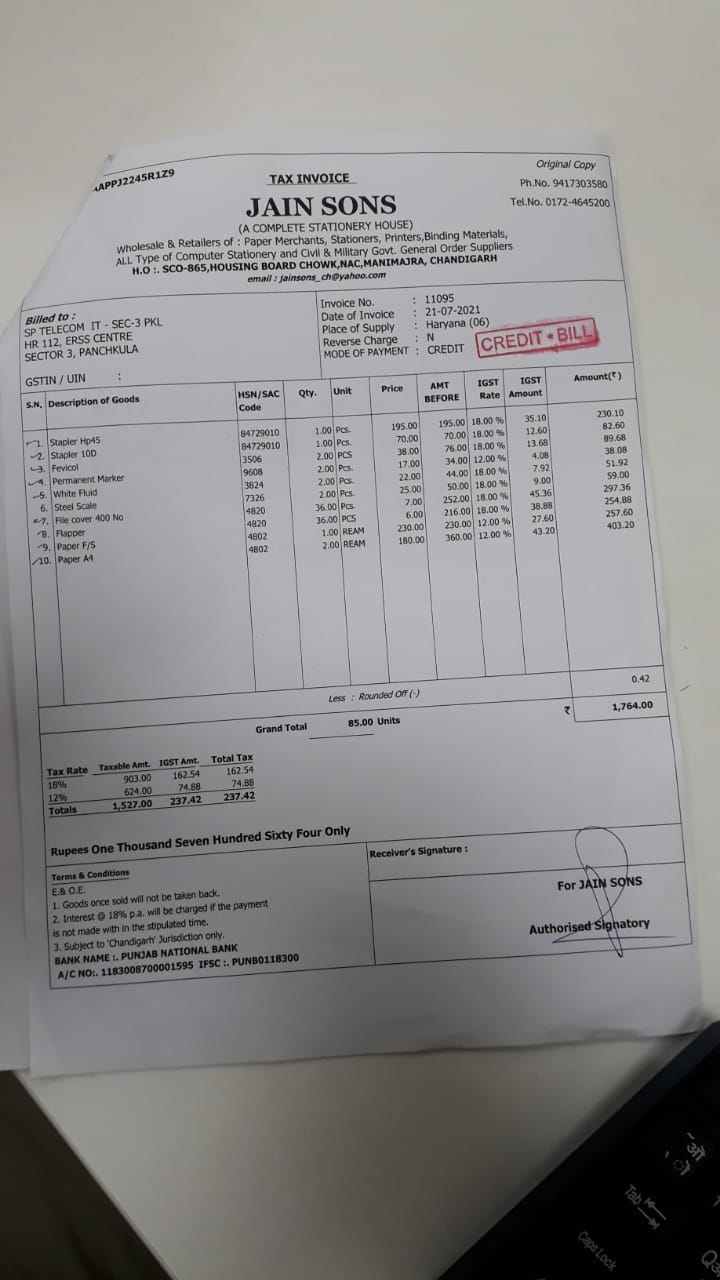 APPJ2245R1Z9
TAX INVOICE
Original Copy
Ph.No. 9417303580
Tel.No. 0172-4645200
JAIN SONS
(A COMPLETE STATIONERY HOUSE)
Wholesale & Retailers of : Paper Merchants, Stationers, Printers,Binding Materials,
ALL Type of Computer Stationery and Civil & Military Govt. General Order Suppliers
H.O :. SCO-865,HOUSING BOARD CHOWK,NAC,MANIMAJRA, CHANDIGARH
email : jainsons_ch@yahoo.com
Billed to :
SP TELECOM IT - SEC-3 PKL
HR 112, ERSS CENTRE
SECTOR 3, PANCHKULA
GSTIN / UIN :
Invoice No. : 11095
Date of Invoice : 21-07-2021
Place of Supply : Haryana (06)
Reverse Charge : N
MODE OF PAYMENT : CREDIT
CREDIT * BILL
S.N. Description of Goods HSN/SAC Code Qty. Unit Price AMT BEFORE IGST Rate IGST Amount Amount(₹)
1. Stapler Hp45 84729010 1.00 Pcs. 195.00 195.00 18.00 % 35.10 230.10
2. Stapler 10D 84729010 1.00 Pcs. 70.00 70.00 18.00 % 12.60 82.60
3. Fevicol 3506 2.00 PCS 38.00 76.00 18.00 % 13.68 89.68
4. Permanent Marker 9608 2.00 Pcs. 17.00 34.00 12.00 % 4.08 38.08
5. White Fluid 3824 2.00 Pcs. 22.00 44.00 18.00 % 7.92 51.92
6. Steel Scale 7326 2.00 Pcs. 25.00 50.00 18.00 % 9.00 59.00
7. File cover 400 No 4820 36.00 Pcs. 7.00 252.00 18.00 % 45.36 297.36
8. Flapper 4820 36.00 PCS 6.00 216.00 18.00 % 38.88 254.88
9. Paper F/S 4802 1.00 REAM 230.00 230.00 12.00 % 27.60 257.60
10. Paper A4 4802 2.00 REAM 180.00 360.00 12.00 % 43.20 403.20
Less : Rounded Off (-) 0.42
Grand Total 85.00 Units ₹ 1,764.00
Tax Rate Taxable Amt. IGST Amt. Total Tax
18% 903.00 162.54 162.54
12% 624.00 74.88 74.88
Totals 1,527.00 237.42 237.42
Rupees One Thousand Seven Hundred Sixty Four Only
Terms & Conditions
E.& O.E.
1. Goods once sold will not be taken back.
2. Interest @ 18% p.a. will be charged if the payment
is not made with in the stipulated time.
3. Subject to 'Chandigarh' Jurisdiction only.
BANK NAME :. PUNJAB NATIONAL BANK
A/C NO:. 1183008700001595 IFSC :. PUNB0118300
Receiver's Signature :
For JAIN SONS
Authorised Signatory
ओ
Tab
Caps Lock
Q